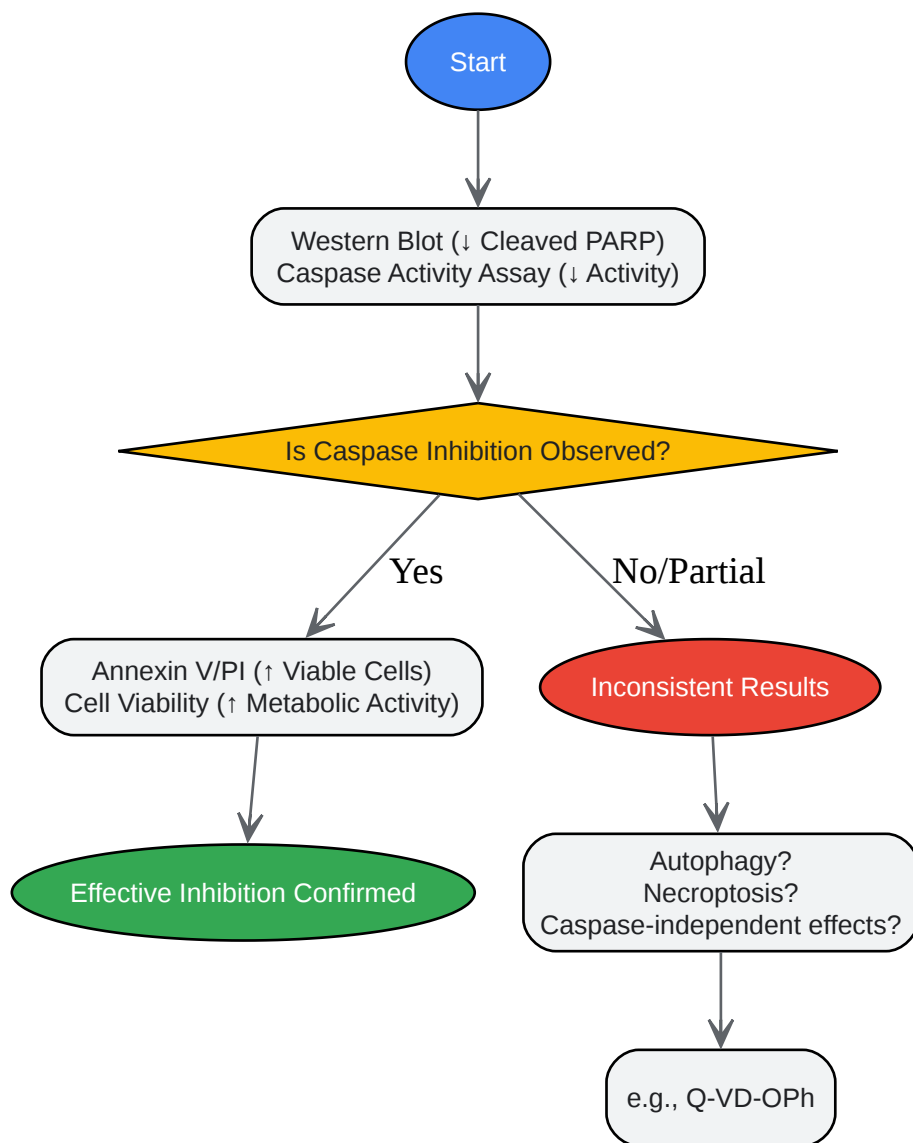 Start
Western Blot (↓ Cleaved PARP)
Caspase Activity Assay (↓ Activity)
Is Caspase Inhibition Observed?
Yes
No/Partial
Annexin V/PI (↑ Viable Cells)
Cell Viability (↑ Metabolic Activity)
Inconsistent Results
Effective Inhibition Confirmed
Autophagy?
Necroptosis?
Caspase-independent effects?
e.g., Q-VD-OPh